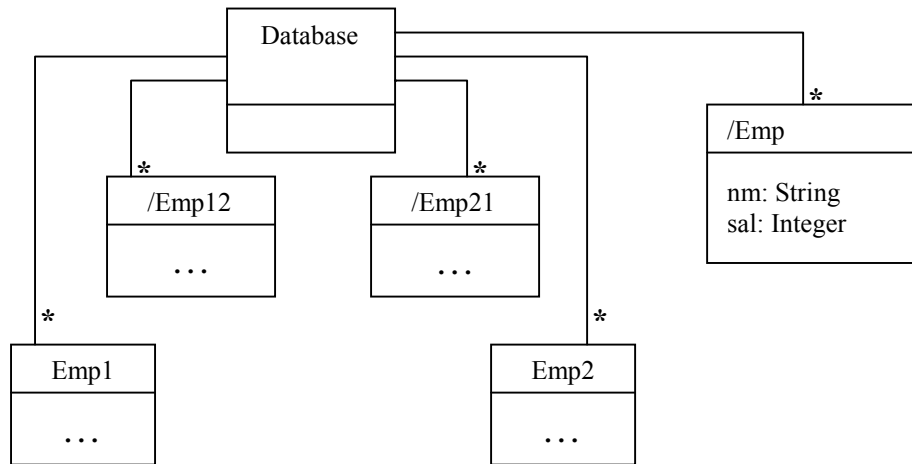 Database
*
/Emp
nm: String
sal: Integer
*
/Emp12
...
*
/Emp21
...
*
Emp1
...
*
Emp2
...